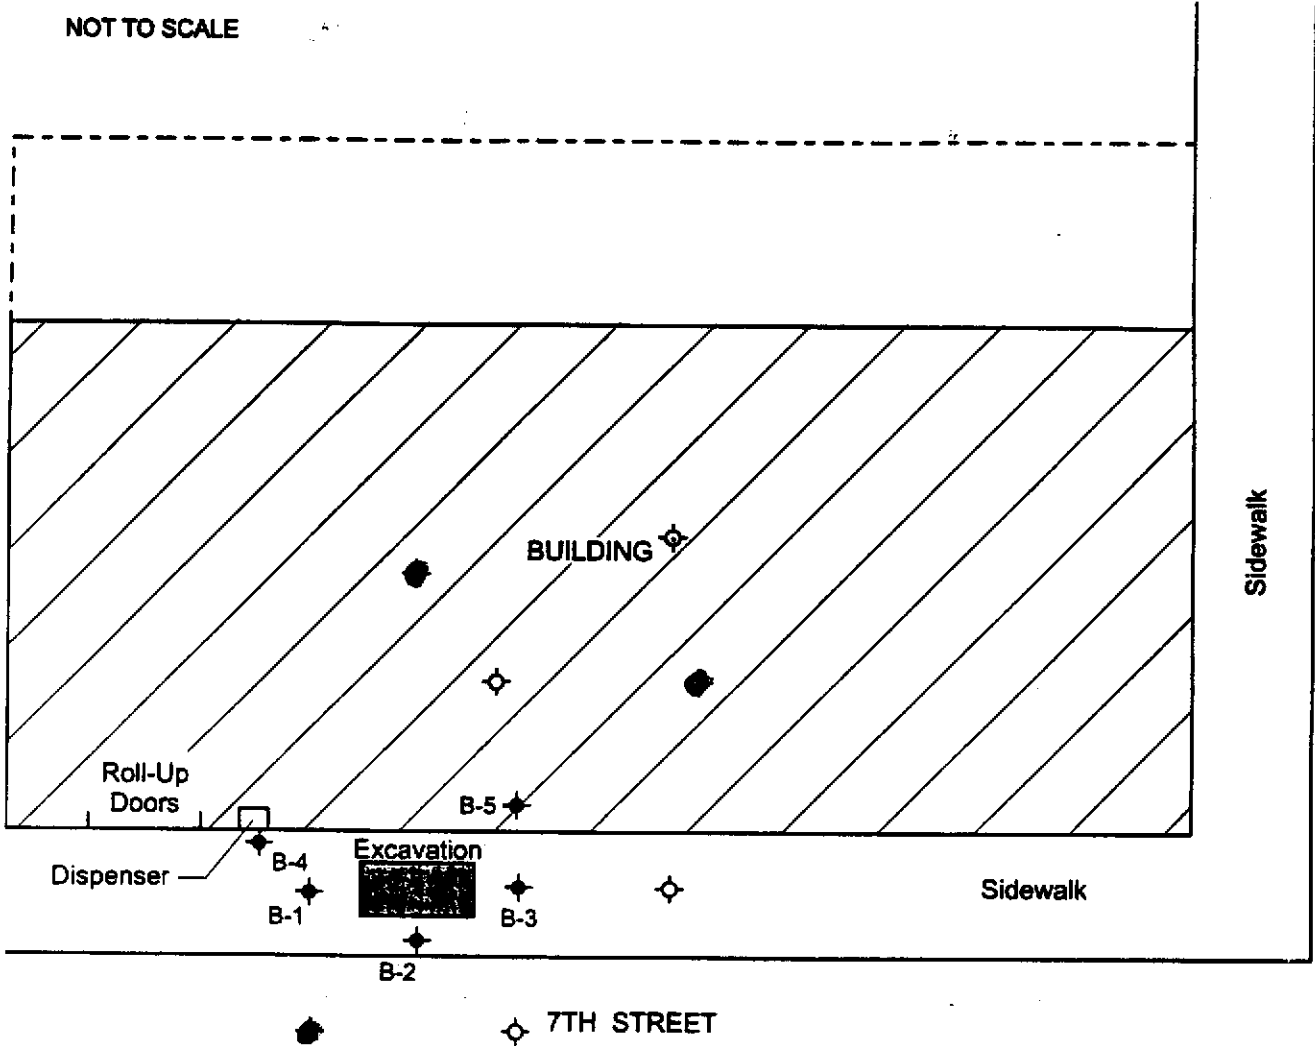 NOT TO SCALE
BUILDING
Sidewalk
Roll-Up
Doors
B-5
Dispenser
B-4
Excavation
B-1
B-3
Sidewalk
B-2
7TH STREET